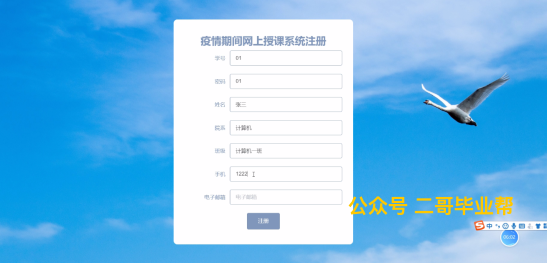 疫情期间网上授课系统注册
学号 01
密码 01
姓名 张三
院系 计算机
班级 计算机一班
手机 1222
电子邮箱 电子邮箱
注册
公众号 二哥毕业帮
中